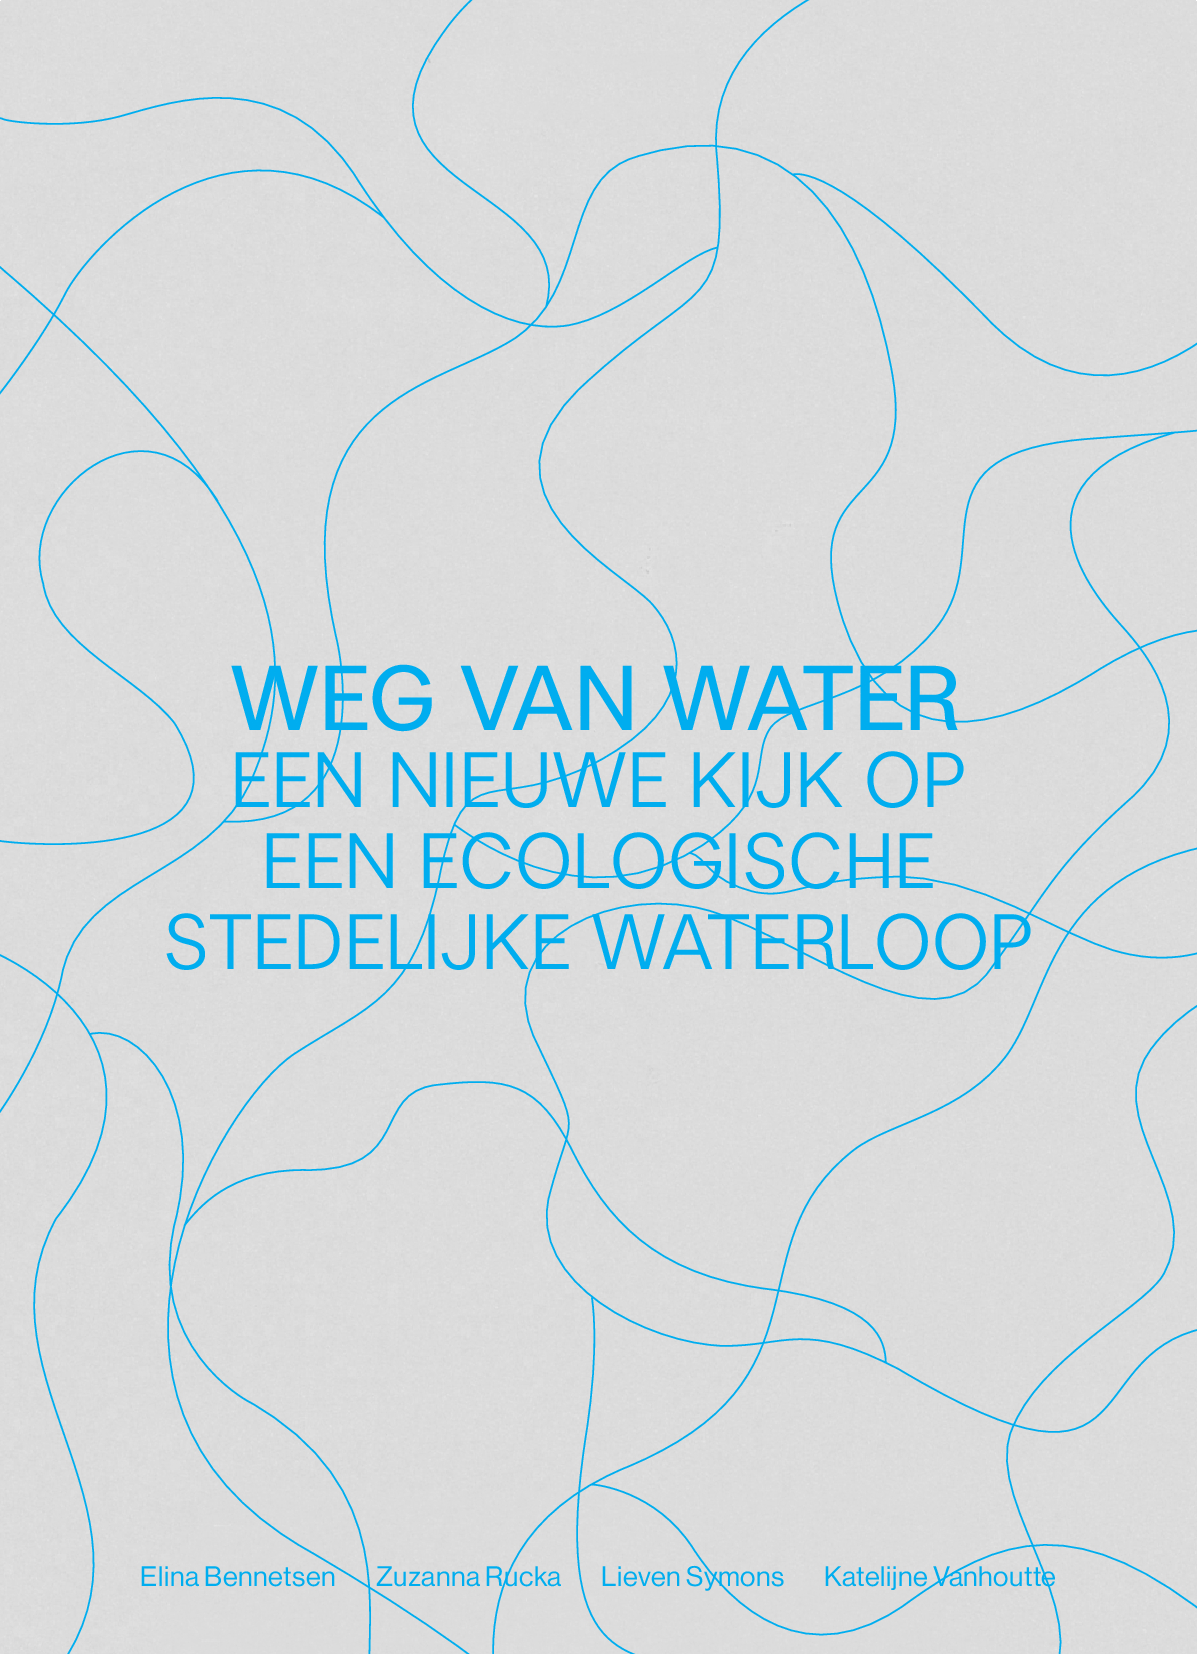 WEG VAN WATER
EEN NIEUWE KIJK OP
EEN ECOLOGISCHE
STEDELIJKE WATERLOOP
Elina Bennetsen Zuzanna Rucka Lieven Symons Katelijne Vanhoutte